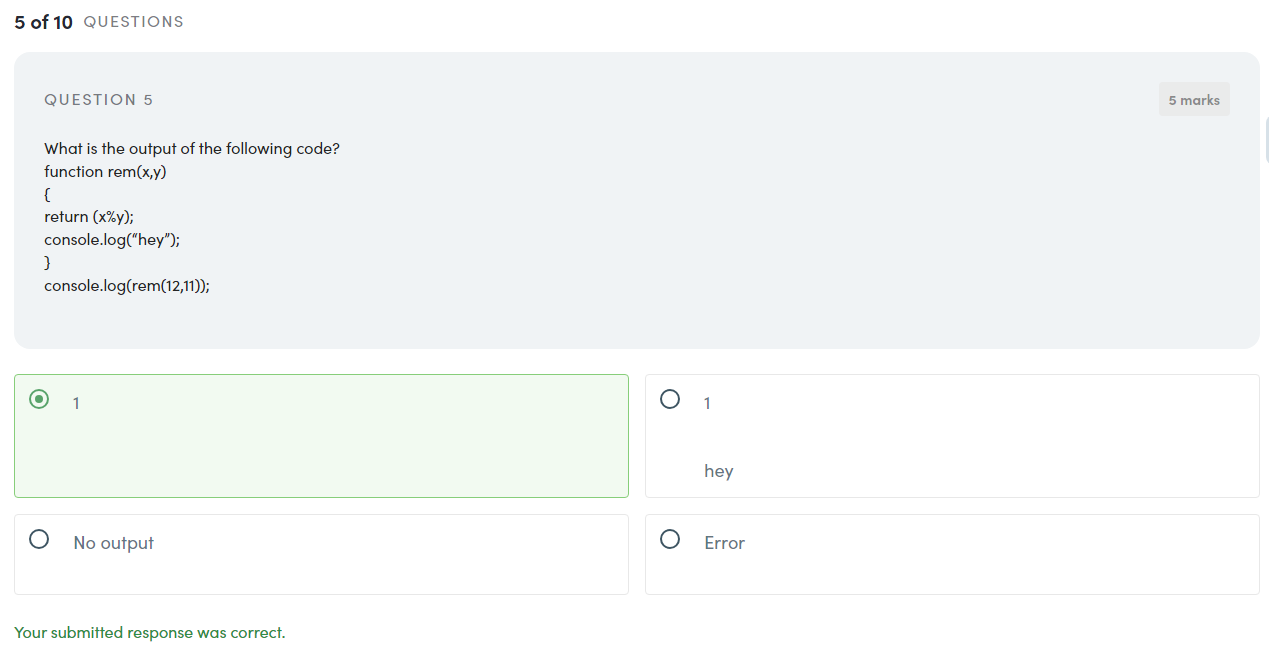 5 of 10 QUESTIONS
QUESTION 5
5 marks
What is the output of the following code?
function rem(x,y)
{
return (x%y);
console.log(“hey”);
}
console.log(rem(12,11));
1
1
hey
No output
Error
Your submitted response was correct.